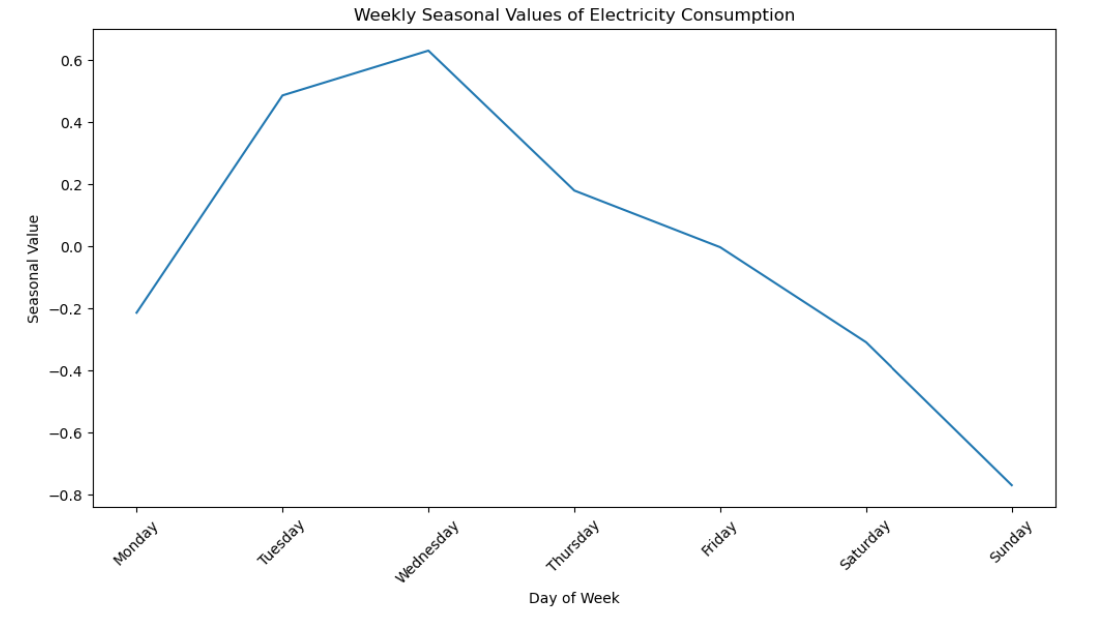 Weekly Seasonal Values of Electricity Consumption
0.6
0.4
0.2
0.0
−0.2
−0.4
−0.6
−0.8
Seasonal Value
Monday
Tuesday
Wednesday
Thursday
Friday
Saturday
Sunday
Day of Week